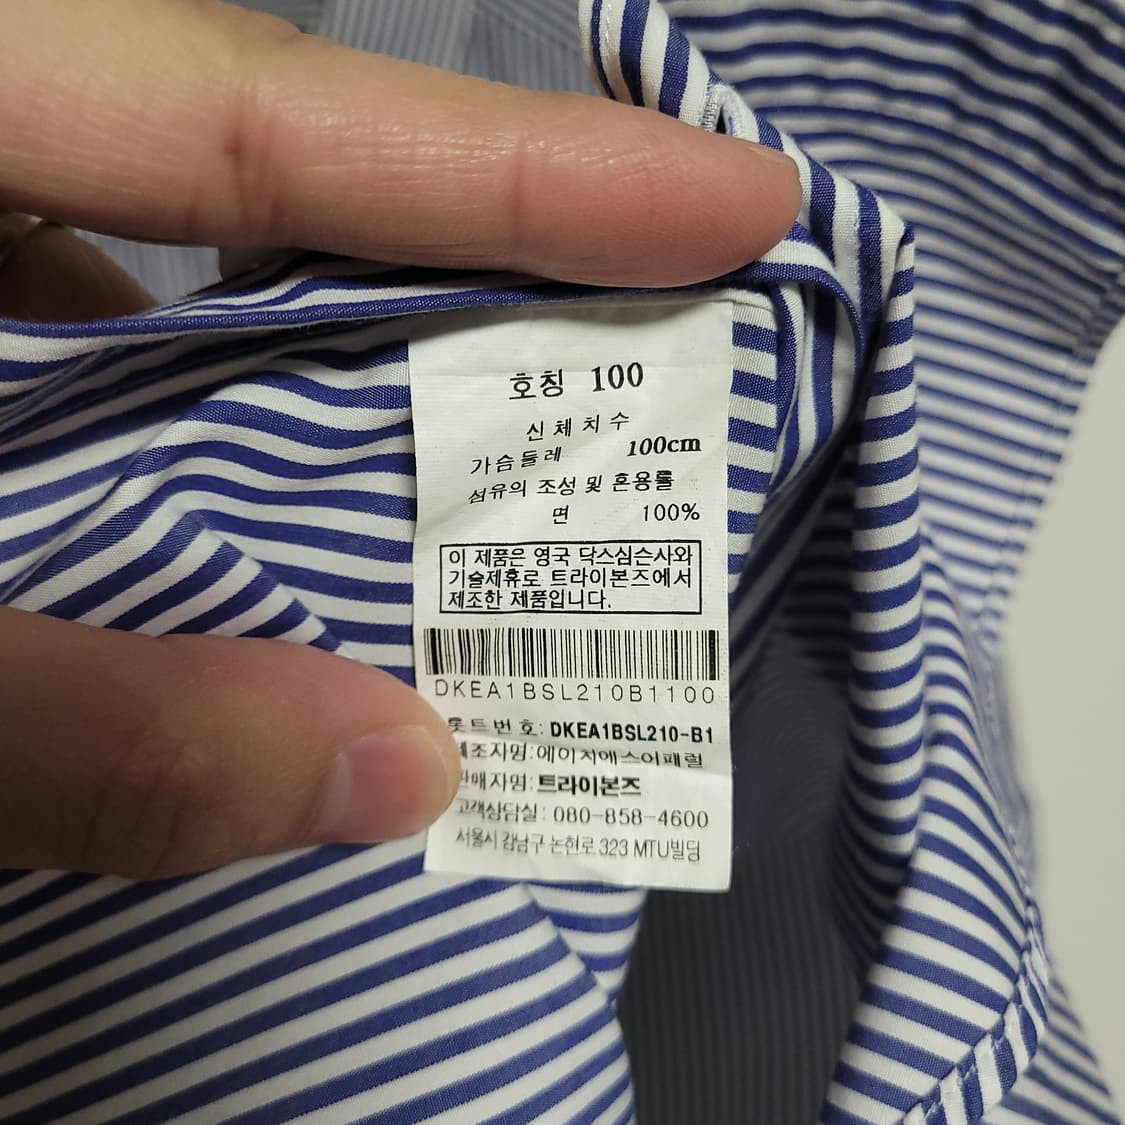 호칭 100
신체치수
가슴둘레 100cm
섬유의 조성 및 혼용률
면 100%
이 제품은 영국 닥스심슨사와
기술제휴로 트라이본즈에서
제조한 제품입니다.
DKEA1BSL210B1100
롯트번호: DKEA1BSL210-B1
제조자명:에이치에스어패럴
판매자명:트라이본즈
고객상담실: 080-858-4600
서울시 강남구 논현로 323 MTU빌딩